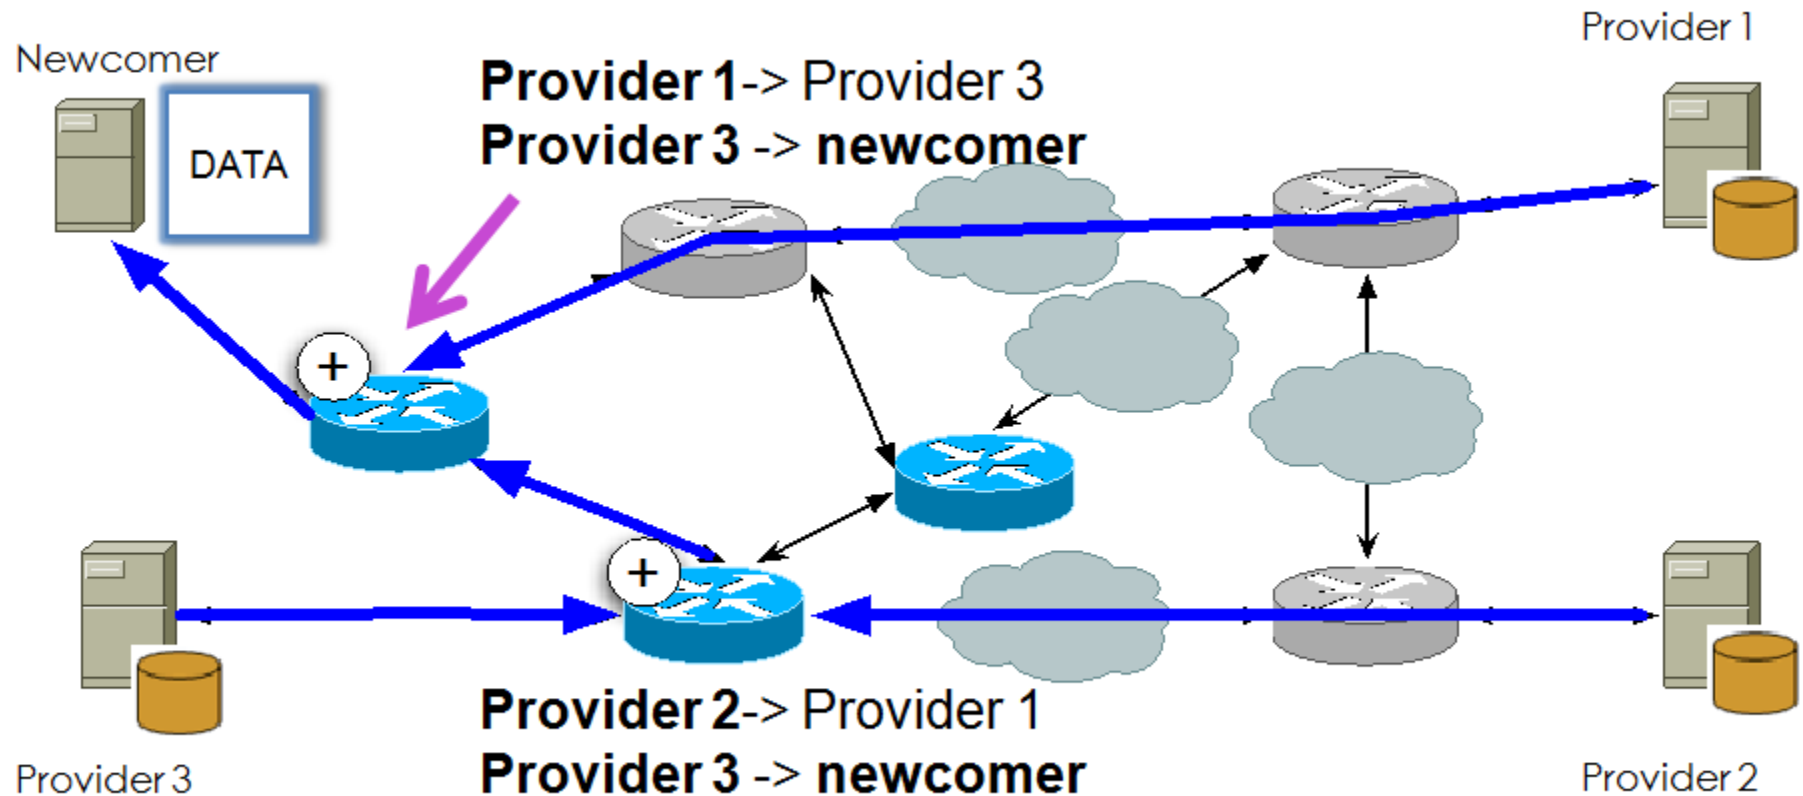 Provider 1
Newcomer
Provider 1-> Provider 3
Provider 3 -> newcomer
DATA
+
+
Provider 2-> Provider 1
Provider 3 -> newcomer
Provider 3
Provider 2